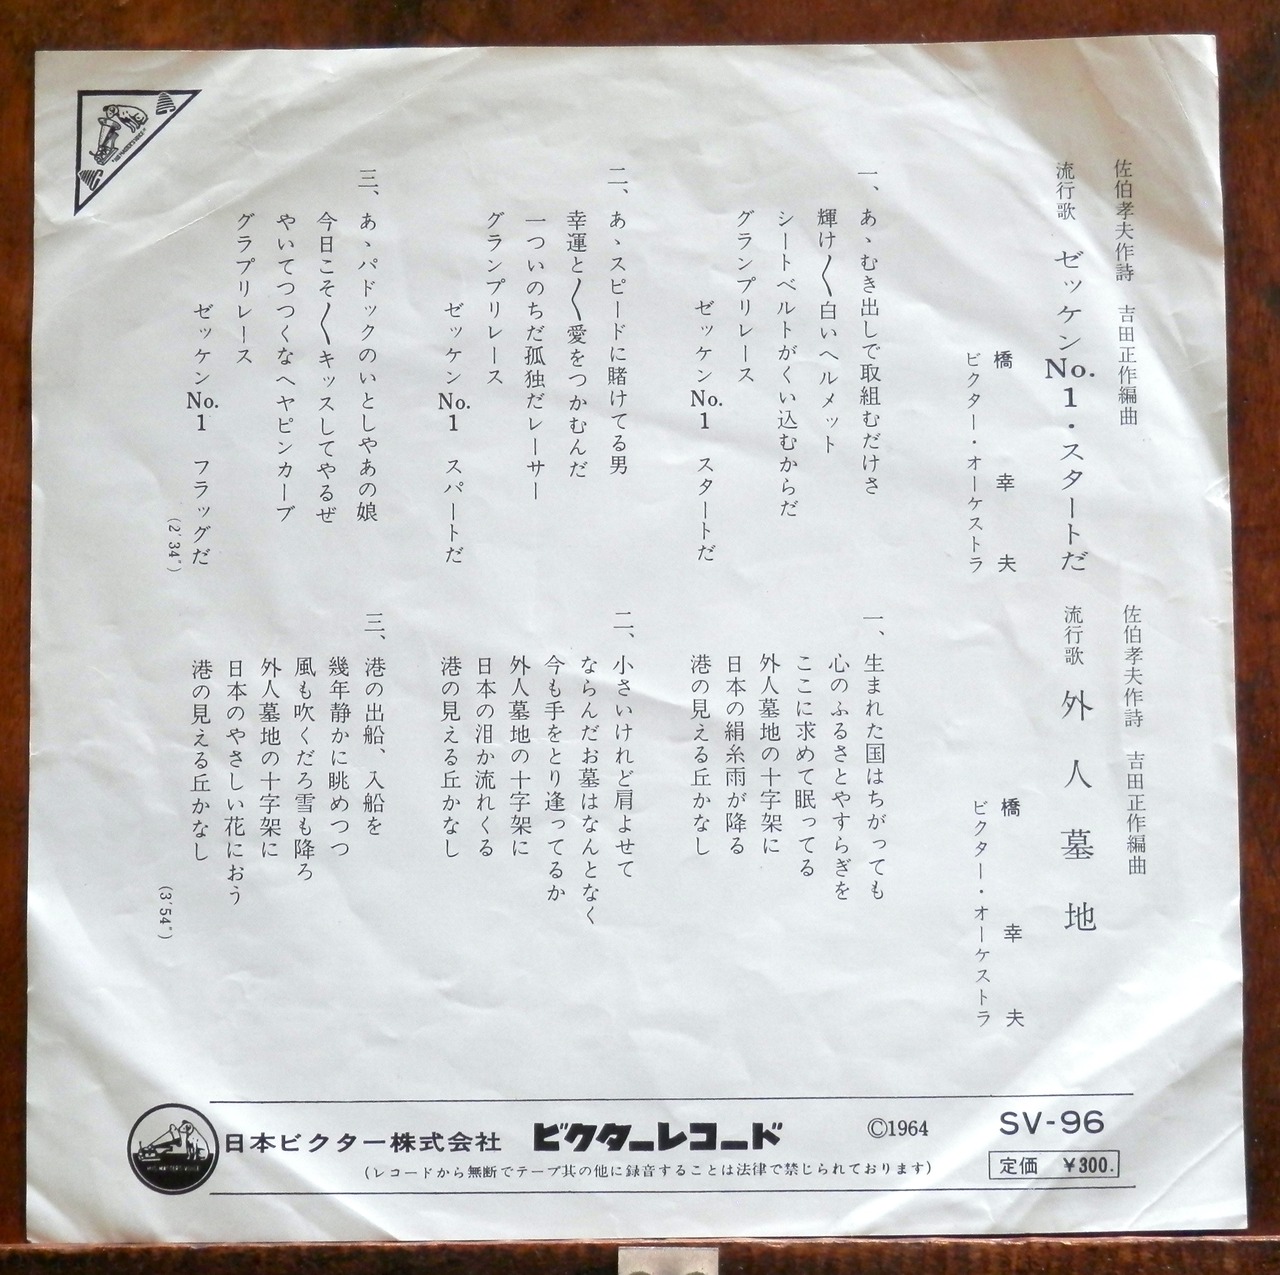 佐伯孝夫作詩 吉田正作編曲
流行歌 ゼッケンNo.1・スタートだ
橋幸夫
ビクター・オーケストラ
一、あゝむき出しで取組むだけさ
輝け〱白いヘルメット
シートベルトがくい込むからだ
グランプリレース
ゼッケンNo.1 スタートだ
二、あゝスピードに賭けてる男
幸運と〱愛をつかむんだ
一ついのちだ孤独だレーサー
グランプリレース
ゼッケンNo.1 スパートだ
三、あゝパドックのいとしやあの娘
今日こそ〱キッスしてやるぜ
やいてつつくなヘヤピンカーブ
グラプリレース
ゼッケンNo.1 フラッグだ
(2'34")
佐伯孝夫作詩 吉田正作編曲
流行歌 外人墓地
橋幸夫
ビクター・オーケストラ
一、生まれた国はちがっても
心のふるさとやすらぎを
ここに求めて眠ってる
外人墓地の十字架に
日本の絹糸雨が降る
港の見える丘かなし
二、小さいけれど肩よせて
ならんだお墓はなんとなく
今も手をとり逢ってるか
外人墓地の十字架に
日本の泪か流れくる
港の見える丘かなし
三、港の出船、入船を
幾年静かに眺めつつ
風も吹くだろ雪も降ろ
外人墓地の十字架に
日本のやさしい花におう
港の見える丘かなし
(3'54")
日本ビクター株式会社 ビクターレコード ©1964 SV-96
(レコードから無断でテープ其の他に録音することは法律で禁じられております) 定価 ¥300.